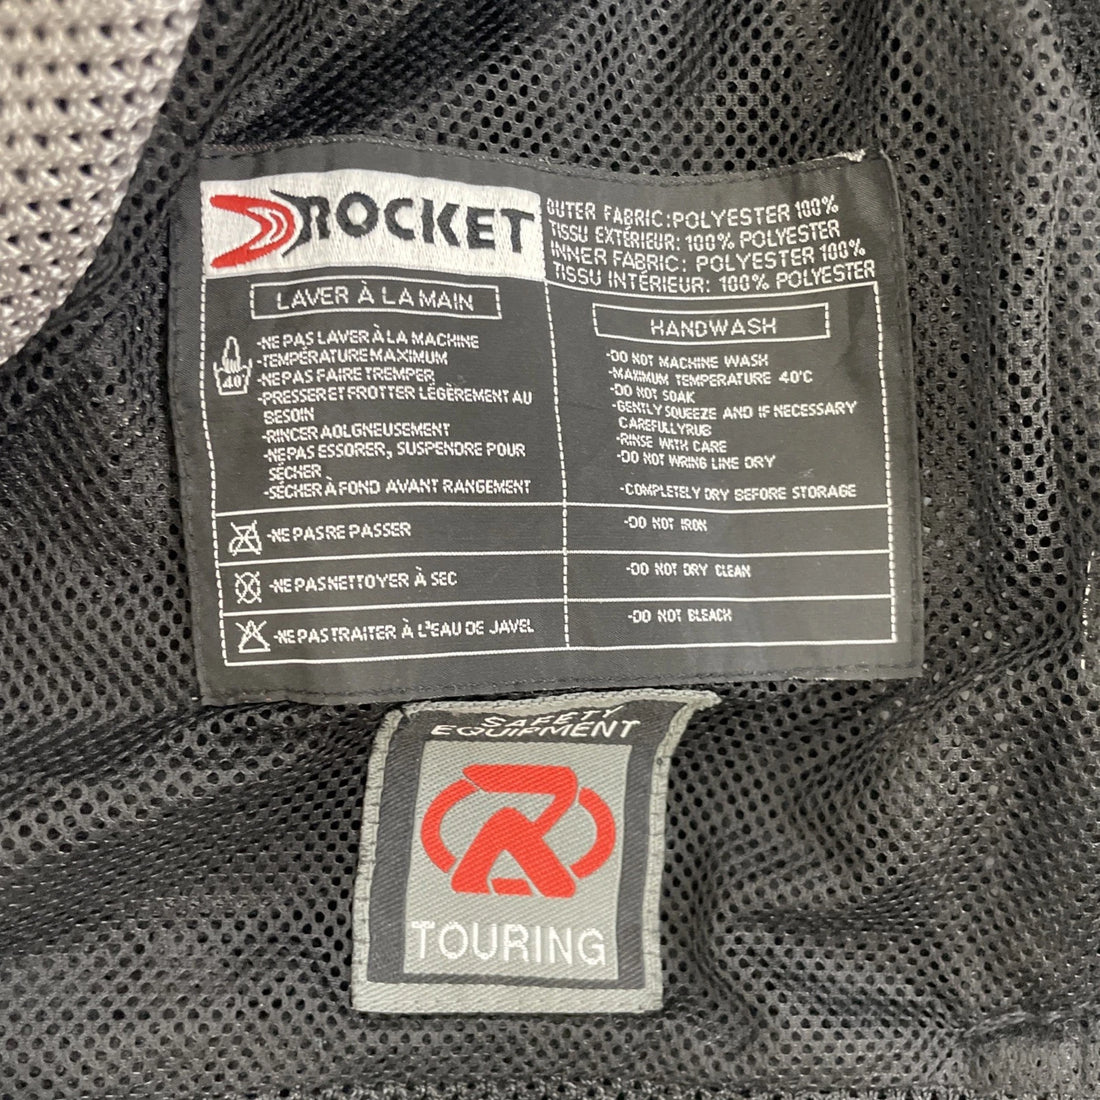 ROCKET
OUTER FABRIC:POLYESTER 100%
TISSU EXTÉRIEUR: 100% POLYESTER
INNER FABRIC: POLYESTER 100%
TISSU INTÉRIEUR: 100% POLYESTER
LAVER À LA MAIN
40°
-NE PAS LAVER À LA MACHINE
-TEMPÉRATURE MAXIMUM
-NE PAS FAIRE TREMPER
-PRESSER ET FROTTER LÉGÈREMENT AU
BESOIN
-RINCER AOLGNEUSEMENT
-NE PAS ESSORER, SUSPENDRE POUR
SÉCHER
-SÉCHER À FOND AVANT RANGEMENT
-NE PAS RE PASSER
-NE PAS NETTOYER À SEC
-NE PAS TRAITER À L'EAU DE JAVEL
HANDWASH
-DO NOT MACHINE WASH
-MAXIMUM TEMPERATURE 40°C
-DO NOT SOAK
-GENTLY SQUEEZE AND IF NECESSARY
CAREFULLYRUB
-RINSE WITH CARE
-DO NOT WRING LINE DRY
-COMPLETELY DRY BEFORE STORAGE
-DO NOT IRON
-DO NOT DRY CLEAN
-DO NOT BLEACH
SAFETY
EQUIPMENT
TOURING